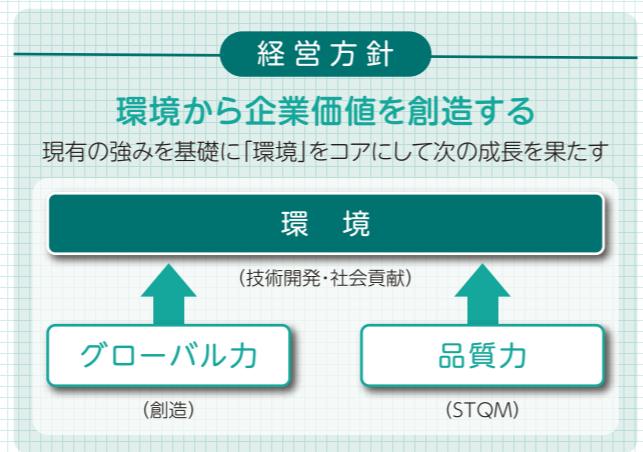 経営方針
環境から企業価値を創造する
現有の強みを基礎に「環境」をコアにして次の成長を果たす
環 境
(技術開発・社会貢献)
グローバル力 品質力
(創造) (STQM)